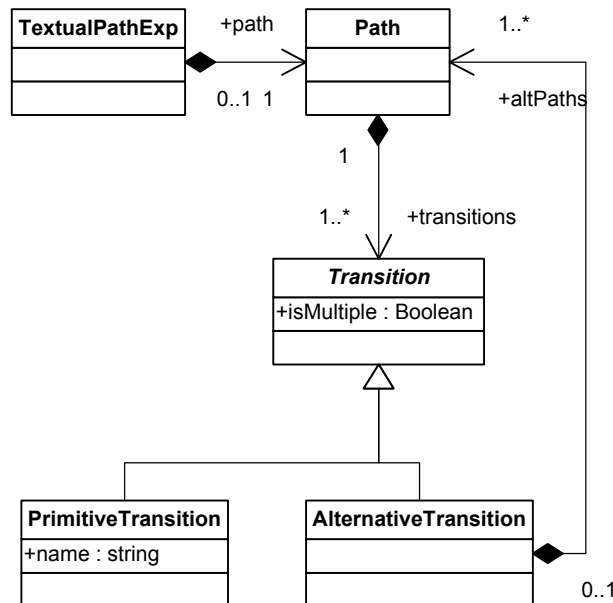 TextualPathExp
+path
Path
1..*
0..1 1
+altPaths
1
1..*
+transitions
Transition
+isMultiple : Boolean
PrimitiveTransition
+name : string
AlternativeTransition
0..1